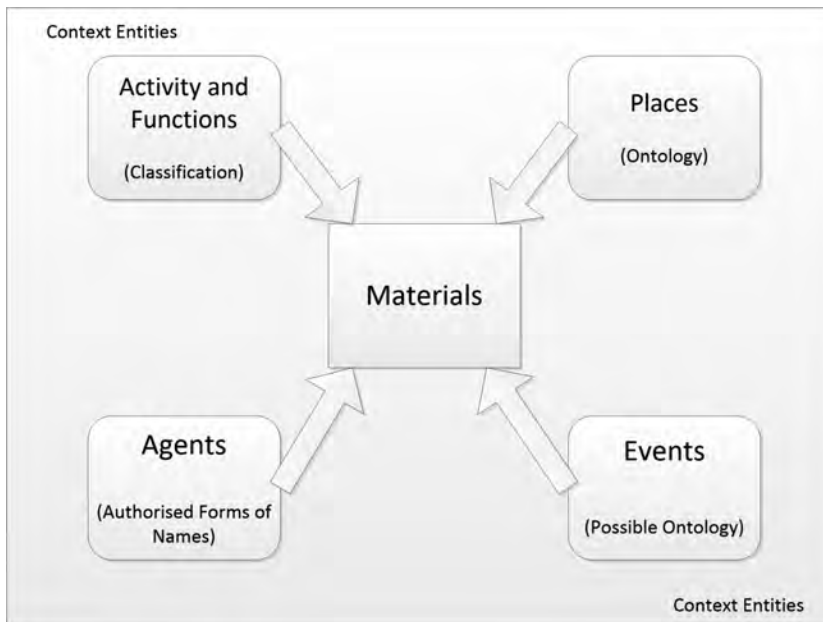 Context Entities
Activity and
Functions
(Classification)
Places
(Ontology)
Materials
Agents
(Authorised Forms of
Names)
Events
(Possible Ontology)
Context Entities